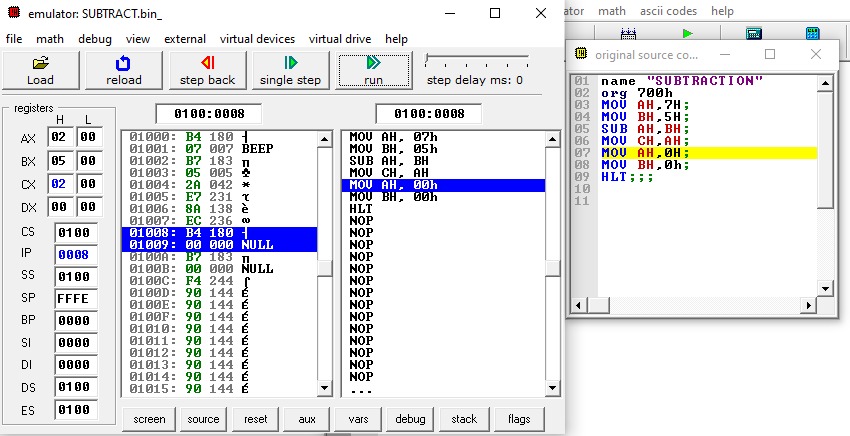 emulator: SUBTRACT.bin_
file math debug view external virtual devices virtual drive help
Load reload step back single step run step delay ms: 0
registers
H L
AX 02 00
BX 05 00
CX 02 00
DX 00 00
CS 0100
IP 0008
SS 0100
SP FFFE
BP 0000
SI 0000
DI 0000
DS 0100
ES 0100
0100:0008
01000: B4 180 ┤
01001: 07 007 BEEP
01002: B7 183 π
01003: 05 005 ♣
01004: 2A 042 *
01005: E7 231 τ
01006: 8A 138 è
01007: EC 236 ∞
01008: B4 180 ┤
01009: 00 000 NULL
0100A: B7 183 π
0100B: 00 000 NULL
0100C: F4 244 ⌠
0100D: 90 144 É
0100E: 90 144 É
0100F: 90 144 É
01010: 90 144 É
01011: 90 144 É
01012: 90 144 É
01013: 90 144 É
01014: 90 144 É
01015: 90 144 É
0100:0008
MOV AH, 07h
MOV BH, 05h
SUB AH, BH
MOV CH, AH
MOV AH, 00h
MOV BH, 00h
HLT
NOP
NOP
NOP
NOP
NOP
NOP
NOP
NOP
NOP
NOP
NOP
NOP
NOP
NOP
...
screen source reset aux vars debug stack flags
ator math ascii codes help
original source co...
01 name "SUBTRACTION"
02 org 700h
03 MOV AH,7H;
04 MOV BH,5H;
05 SUB AH,BH;
06 MOV CH,AH;
07 MOV AH,0H;
08 MOV BH,0h;
09 HLT;;;
10
11